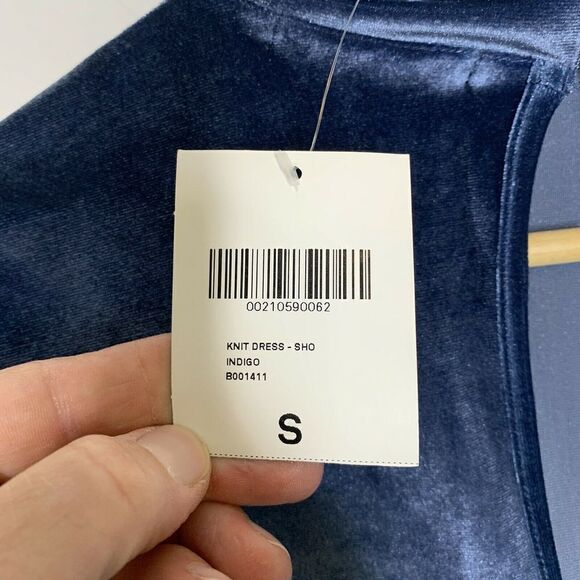 00210590062
KNIT DRESS - SHO
INDIGO
B001411
S